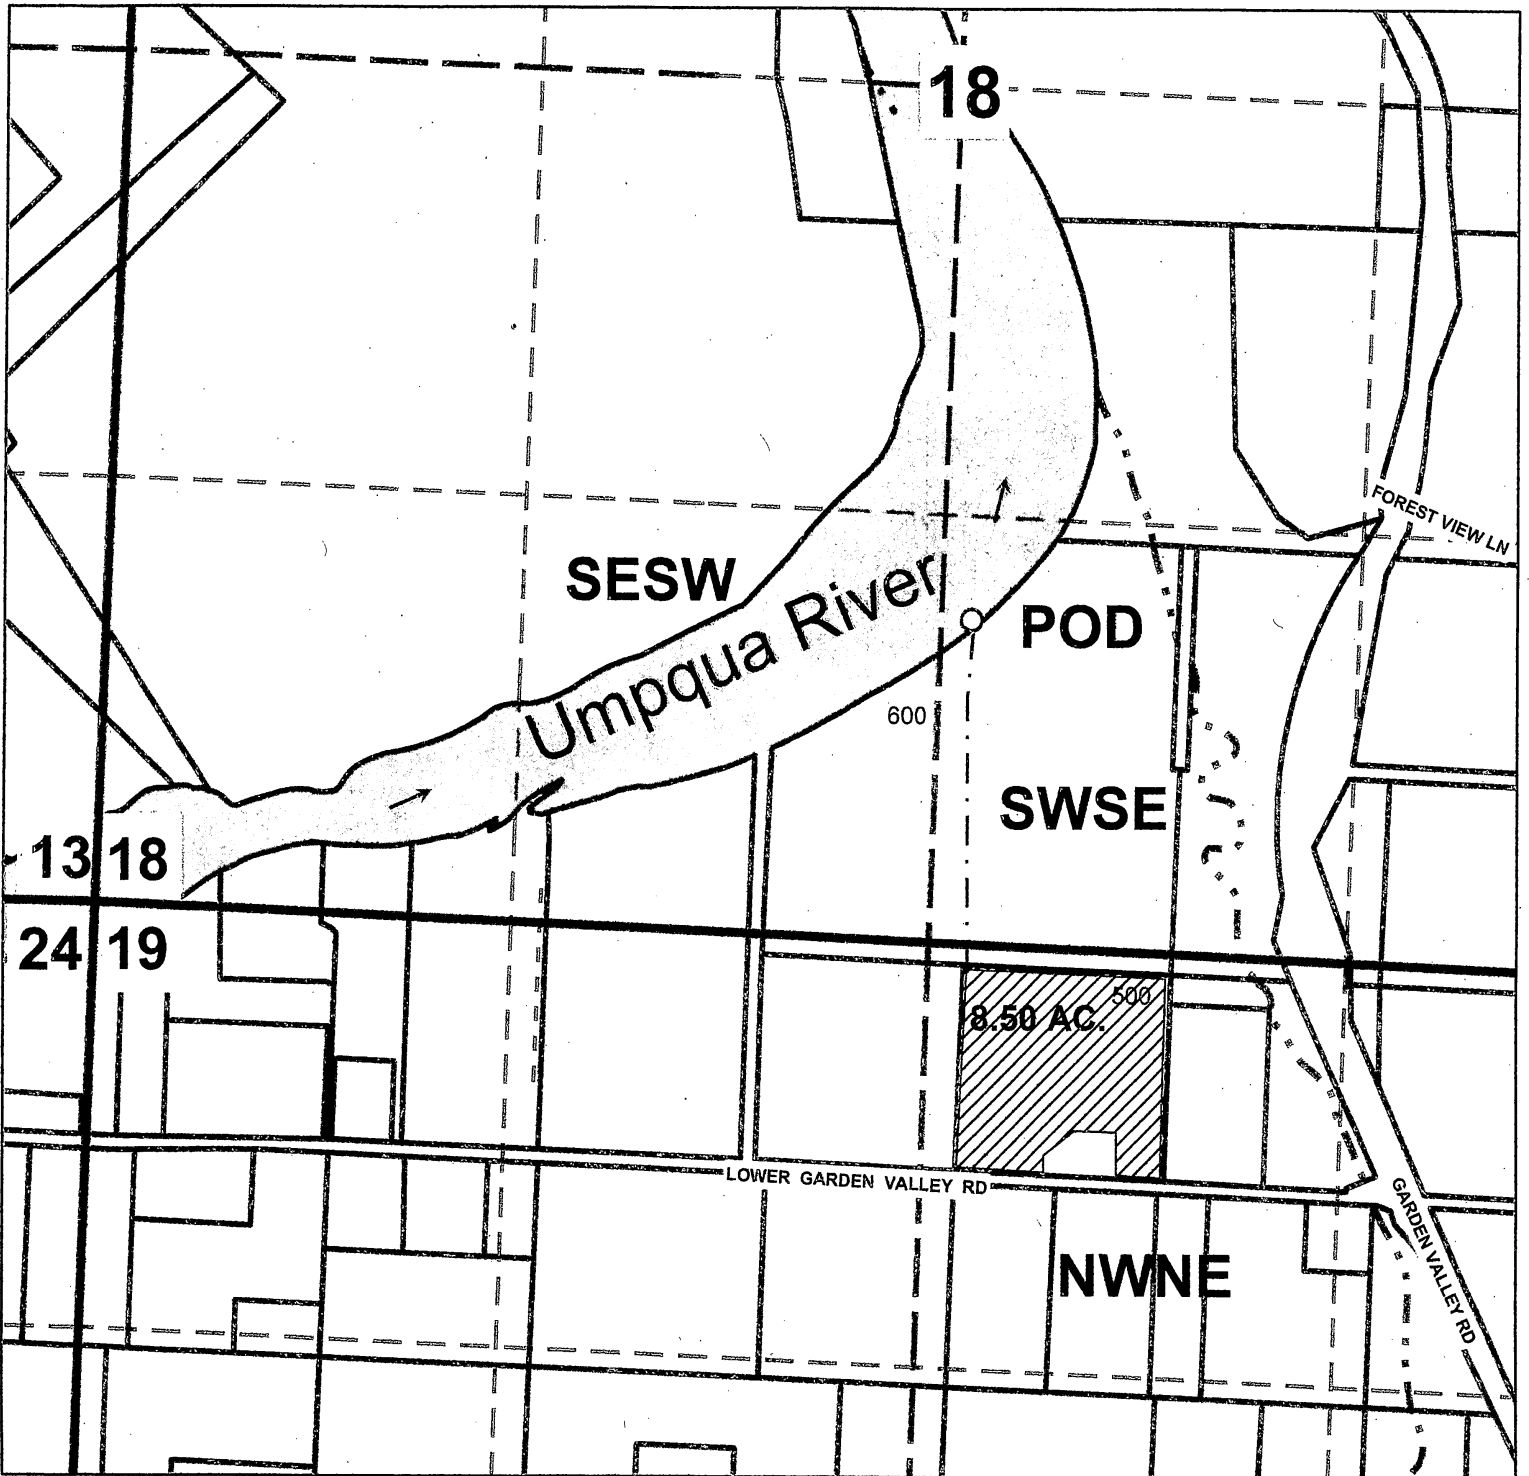 18
FOREST VIEW LN
SESW
Umpqua River
POD
600
SWSE
13 18
24 19
500
8.50 AC.
LOWER GARDEN VALLEY RD
GARDEN VALLEY RD
NWNE